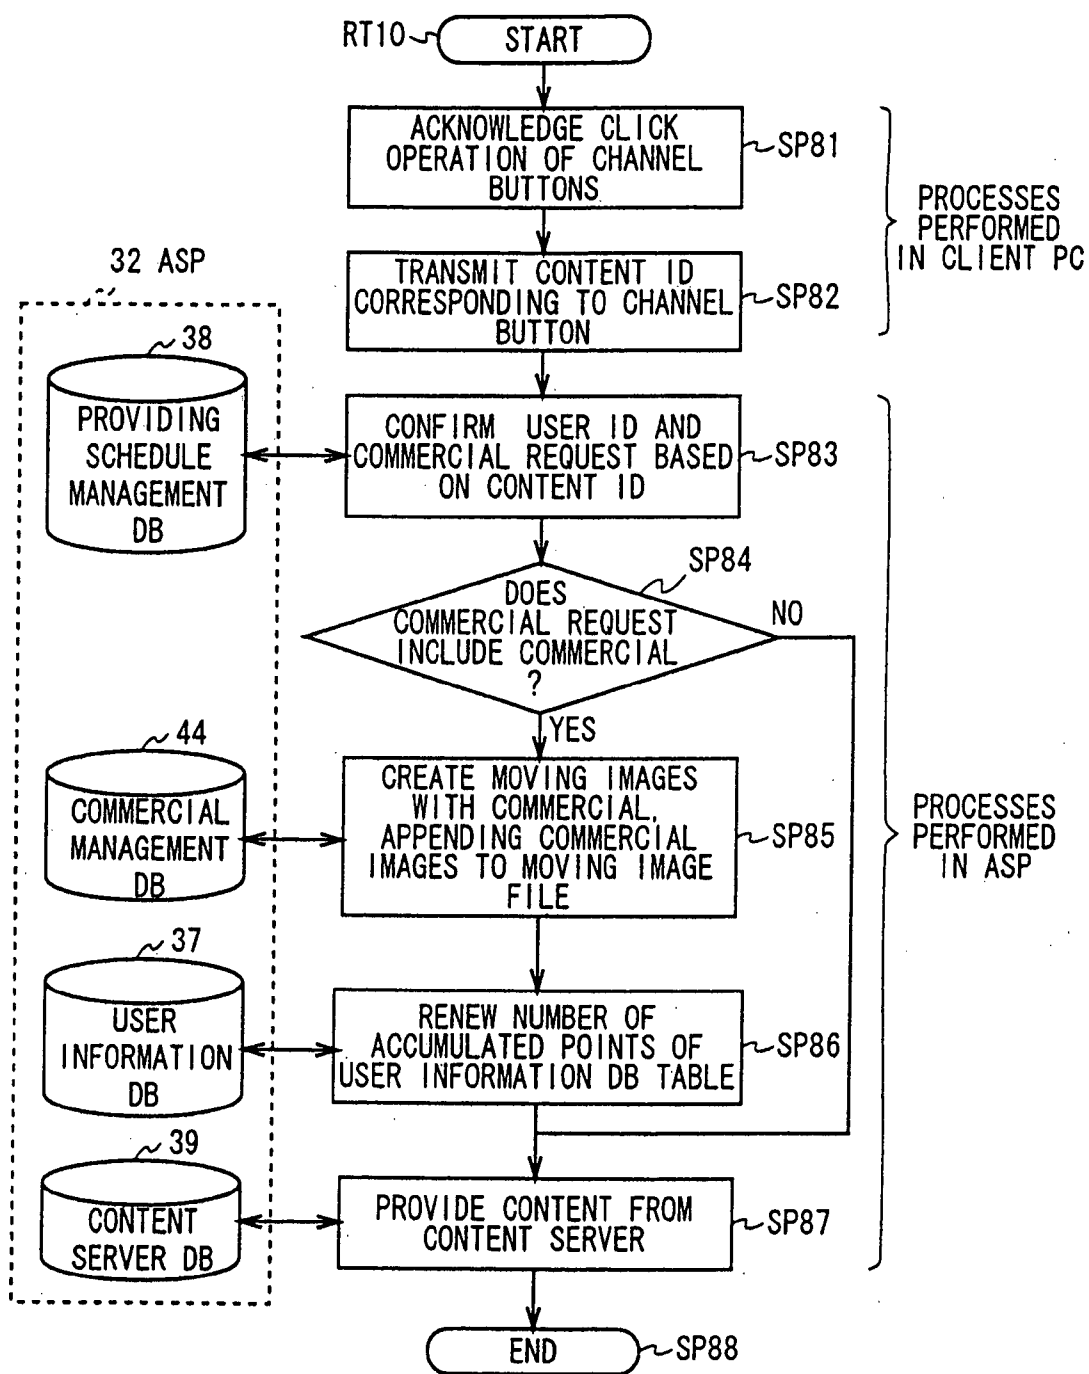 RT10
START
ACKNOWLEDGE CLICK
OPERATION OF CHANNEL
BUTTONS
SP81
TRANSMIT CONTENT ID
CORRESPONDING TO CHANNEL
BUTTON
SP82
PROCESSES
PERFORMED
IN CLIENT PC
32 ASP
38
PROVIDING
SCHEDULE
MANAGEMENT
DB
CONFIRM USER ID AND
COMMERCIAL REQUEST BASED
ON CONTENT ID
SP83
SP84
DOES
COMMERCIAL REQUEST
INCLUDE COMMERCIAL
?
NO
YES
44
COMMERCIAL
MANAGEMENT
DB
CREATE MOVING IMAGES
WITH COMMERCIAL,
APPENDING COMMERCIAL
IMAGES TO MOVING IMAGE
FILE
SP85
PROCESSES
PERFORMED
IN ASP
37
USER
INFORMATION
DB
RENEW NUMBER OF
ACCUMULATED POINTS OF
USER INFORMATION DB TABLE
SP86
39
CONTENT
SERVER DB
PROVIDE CONTENT FROM
CONTENT SERVER
SP87
END
SP88